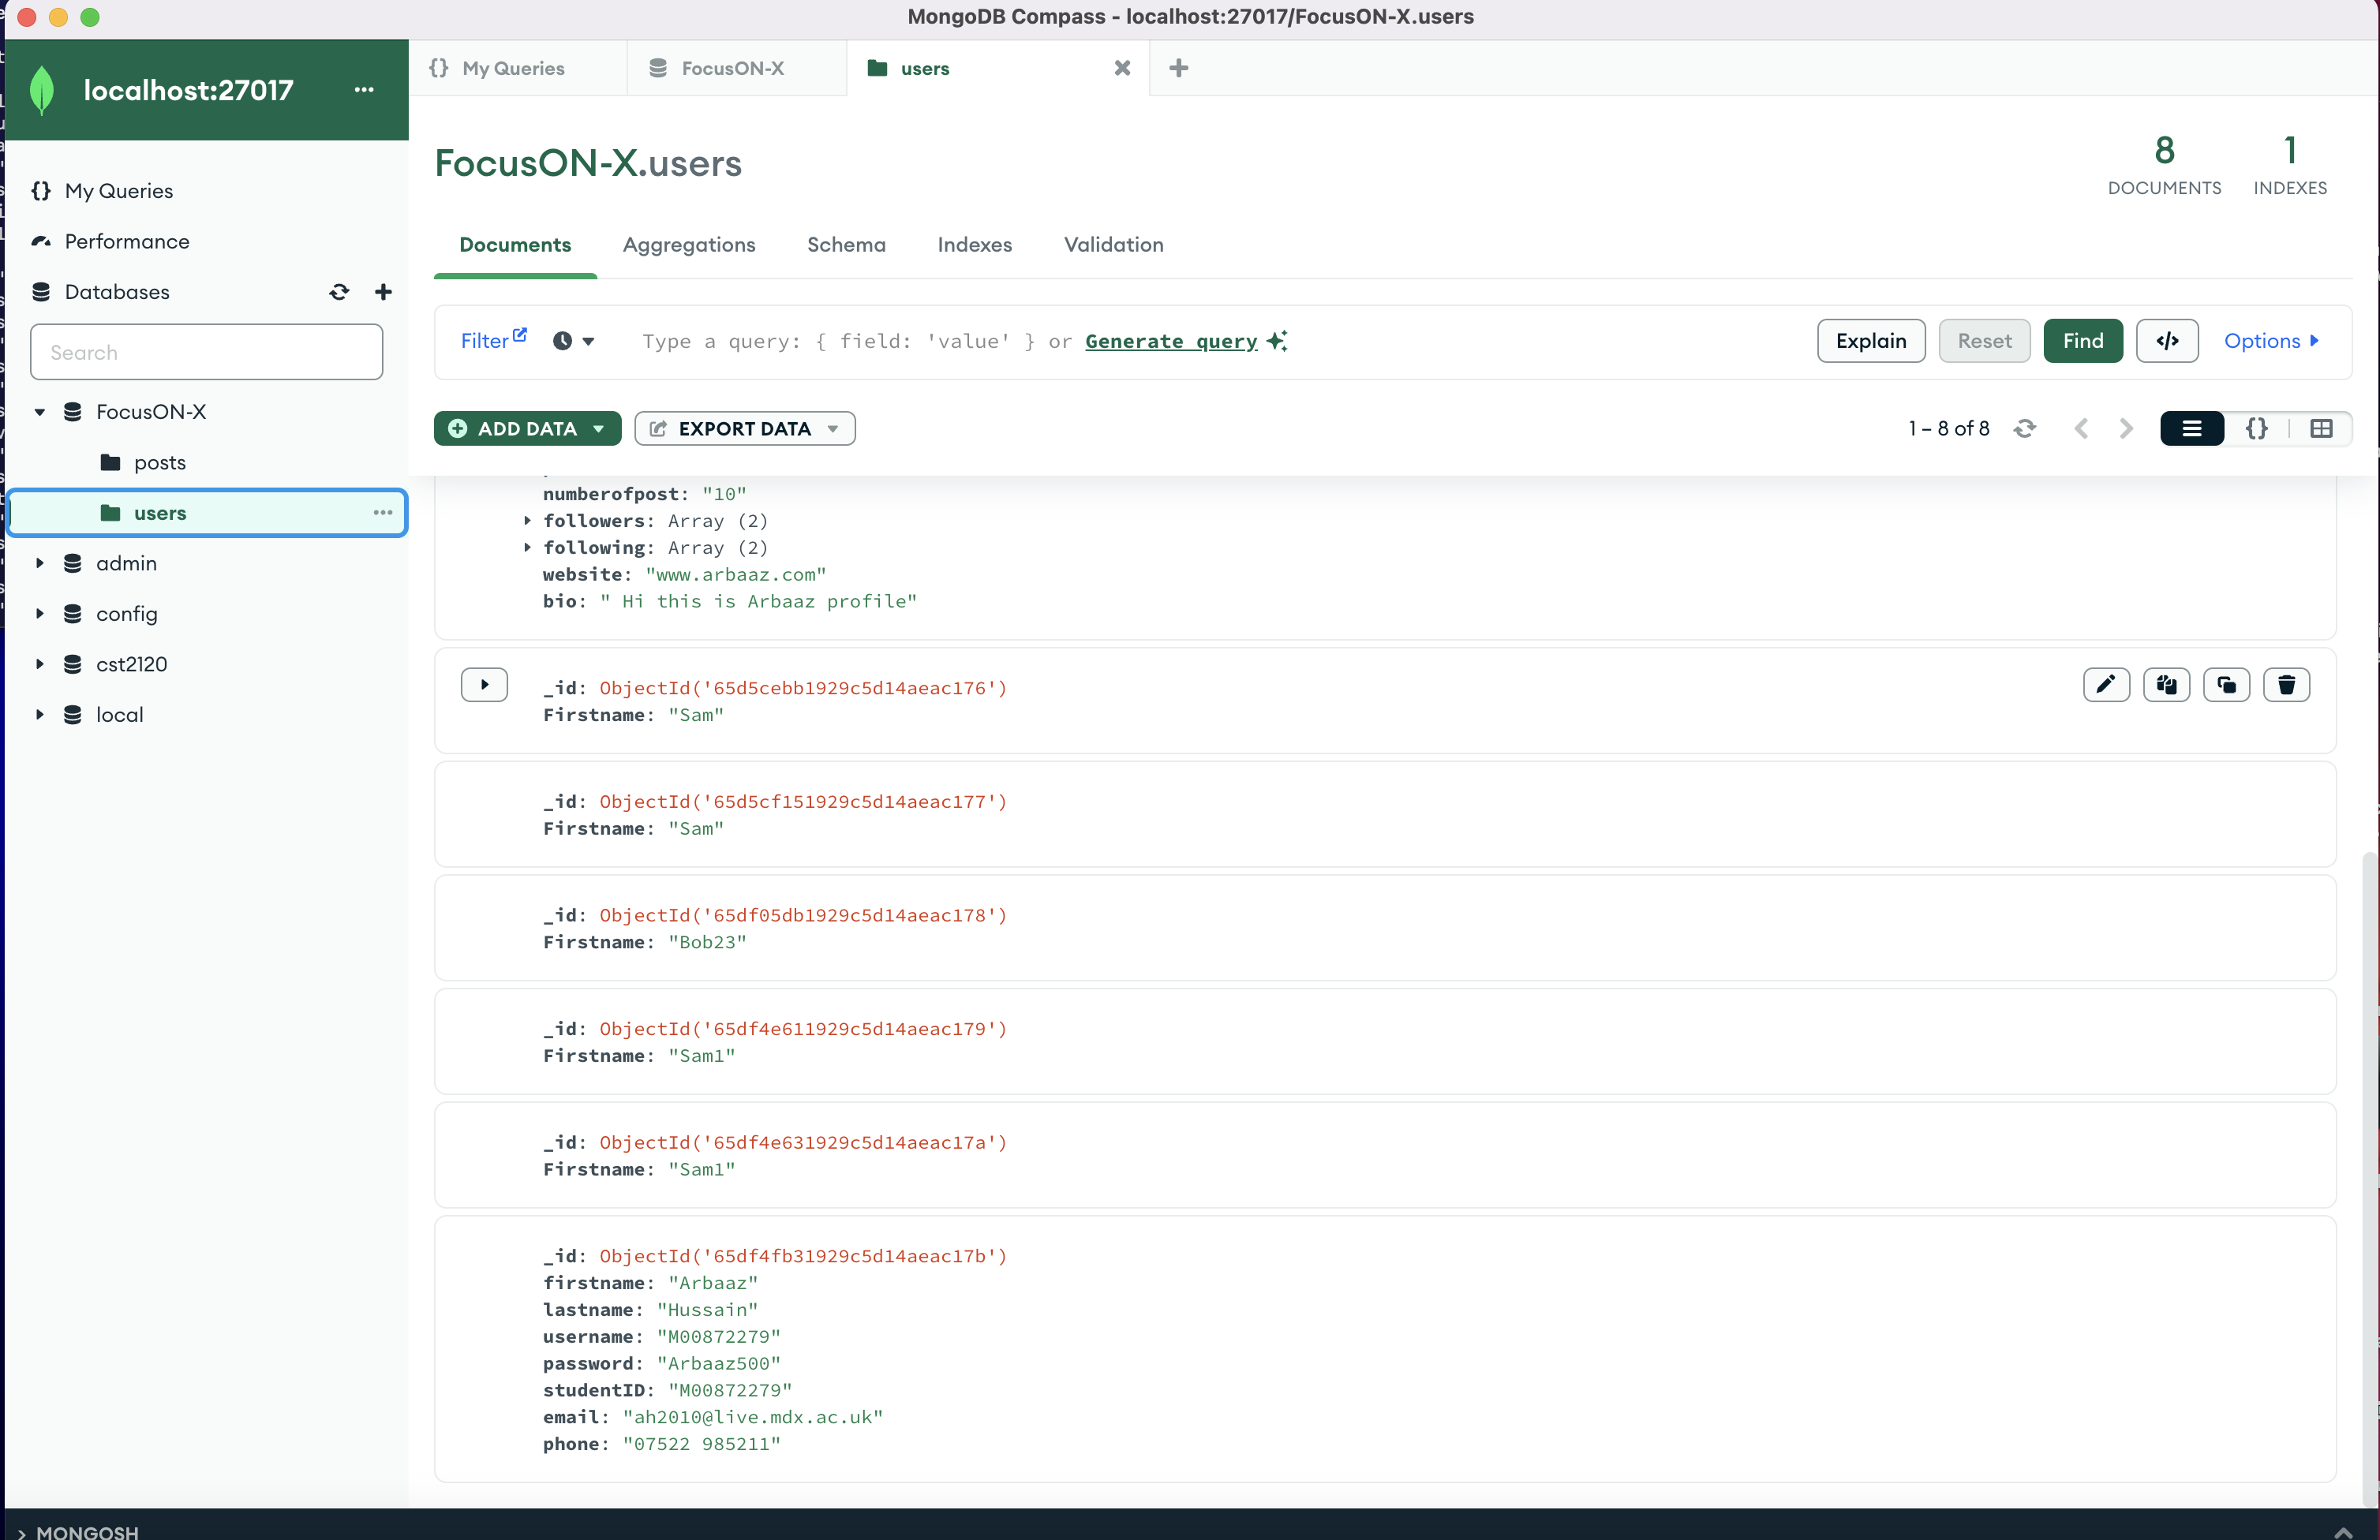 MongoDB Compass - localhost:27017/FocusON-X.users
localhost:27017
My Queries
FocusON-X
users
My Queries
Performance
Databases
Search
FocusON-X
posts
users
admin
config
cst2120
local
FocusON-X.users
8
DOCUMENTS
1
INDEXES
Documents
Aggregations
Schema
Indexes
Validation
Filter
Type a query: { field: 'value' } or Generate query
Explain
Reset
Find
</>
Options
ADD DATA
EXPORT DATA
1 – 8 of 8
{}
numberofpost: "10"
followers: Array (2)
following: Array (2)
website: "www.arbaaz.com"
bio: " Hi this is Arbaaz profile"
_id: ObjectId('65d5cebb1929c5d14aeac176')
Firstname: "Sam"
_id: ObjectId('65d5cf151929c5d14aeac177')
Firstname: "Sam"
_id: ObjectId('65df05db1929c5d14aeac178')
Firstname: "Bob23"
_id: ObjectId('65df4e611929c5d14aeac179')
Firstname: "Sam1"
_id: ObjectId('65df4e631929c5d14aeac17a')
Firstname: "Sam1"
_id: ObjectId('65df4fb31929c5d14aeac17b')
firstname: "Arbaaz"
lastname: "Hussain"
username: "M00872279"
password: "Arbaaz500"
studentID: "M00872279"
email: "ah2010@live.mdx.ac.uk"
phone: "07522 985211"
MONGOSH